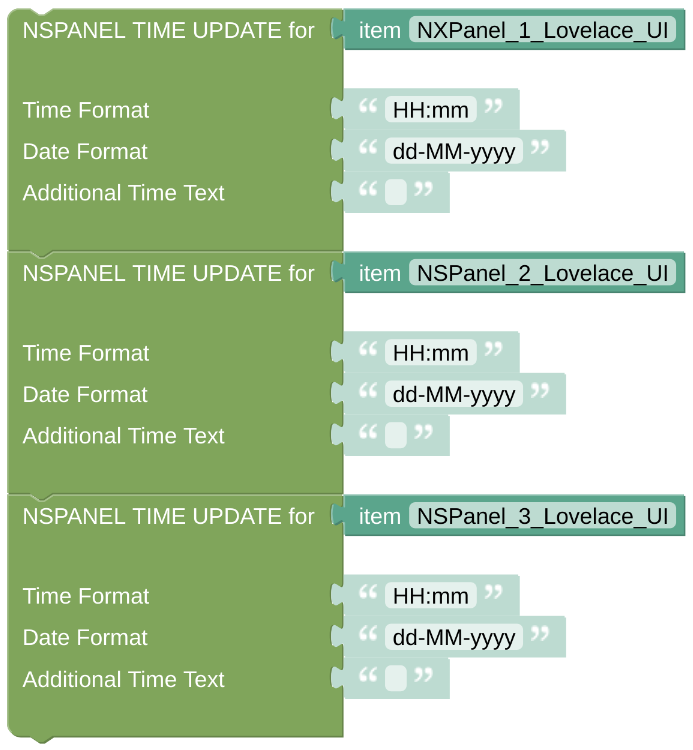 NSPANEL TIME UPDATE for item NXPanel_1_Lovelace_UI
Time Format “ HH:mm ”
Date Format “ dd-MM-yyyy ”
Additional Time Text “ ”
NSPANEL TIME UPDATE for item NSPanel_2_Lovelace_UI
Time Format “ HH:mm ”
Date Format “ dd-MM-yyyy ”
Additional Time Text “ ”
NSPANEL TIME UPDATE for item NSPanel_3_Lovelace_UI
Time Format “ HH:mm ”
Date Format “ dd-MM-yyyy ”
Additional Time Text “ ”